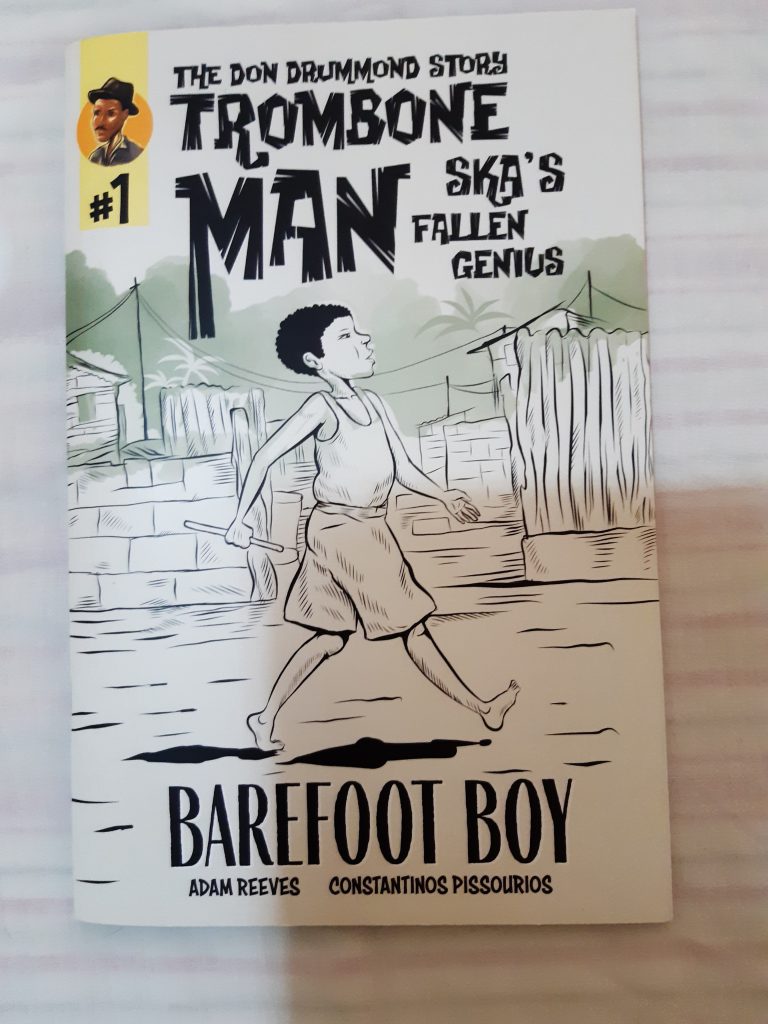 THE DON DRUMMOND STORY
TROMBONE
MAN
SKA'S
FALLEN
GENIUS
#1
BAREFOOT BOY
ADAM REEVES CONSTANTINOS PISSOURIOS